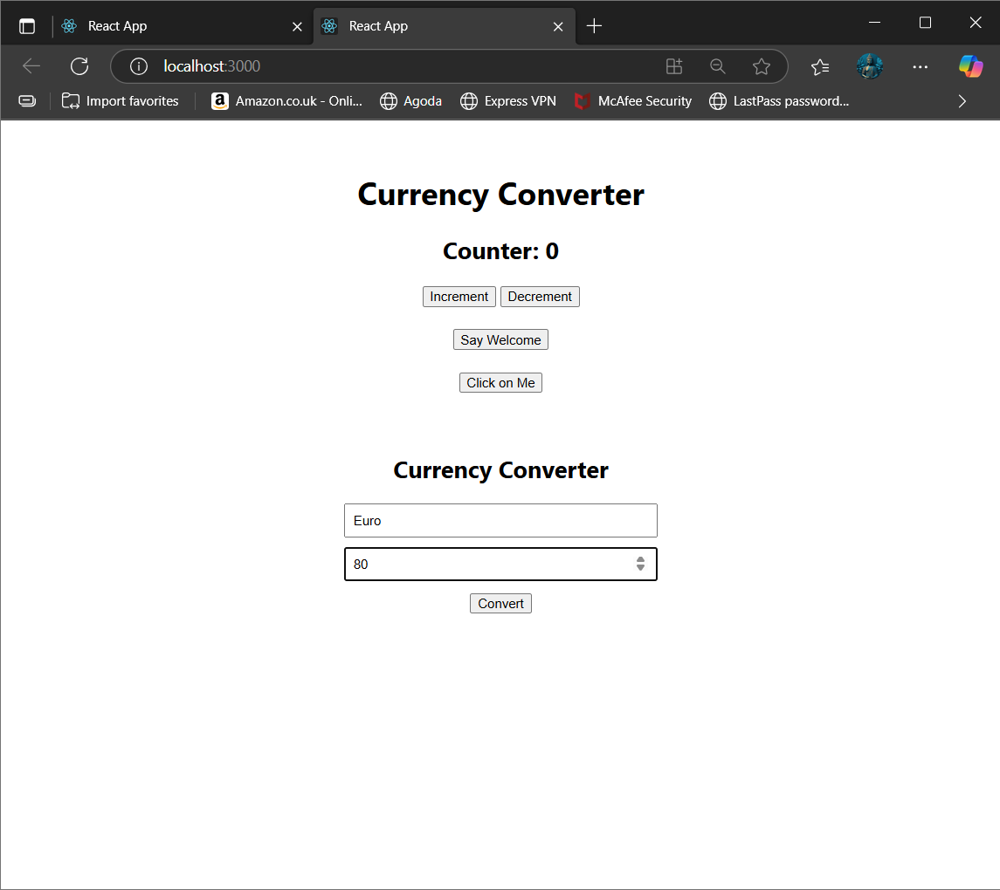 React App React App
localhost:3000
Import favorites Amazon.co.uk - Onli... Agoda Express VPN McAfee Security LastPass password...
Currency Converter
Counter: 0
Increment Decrement
Say Welcome
Click on Me
Currency Converter
Euro
80
Convert